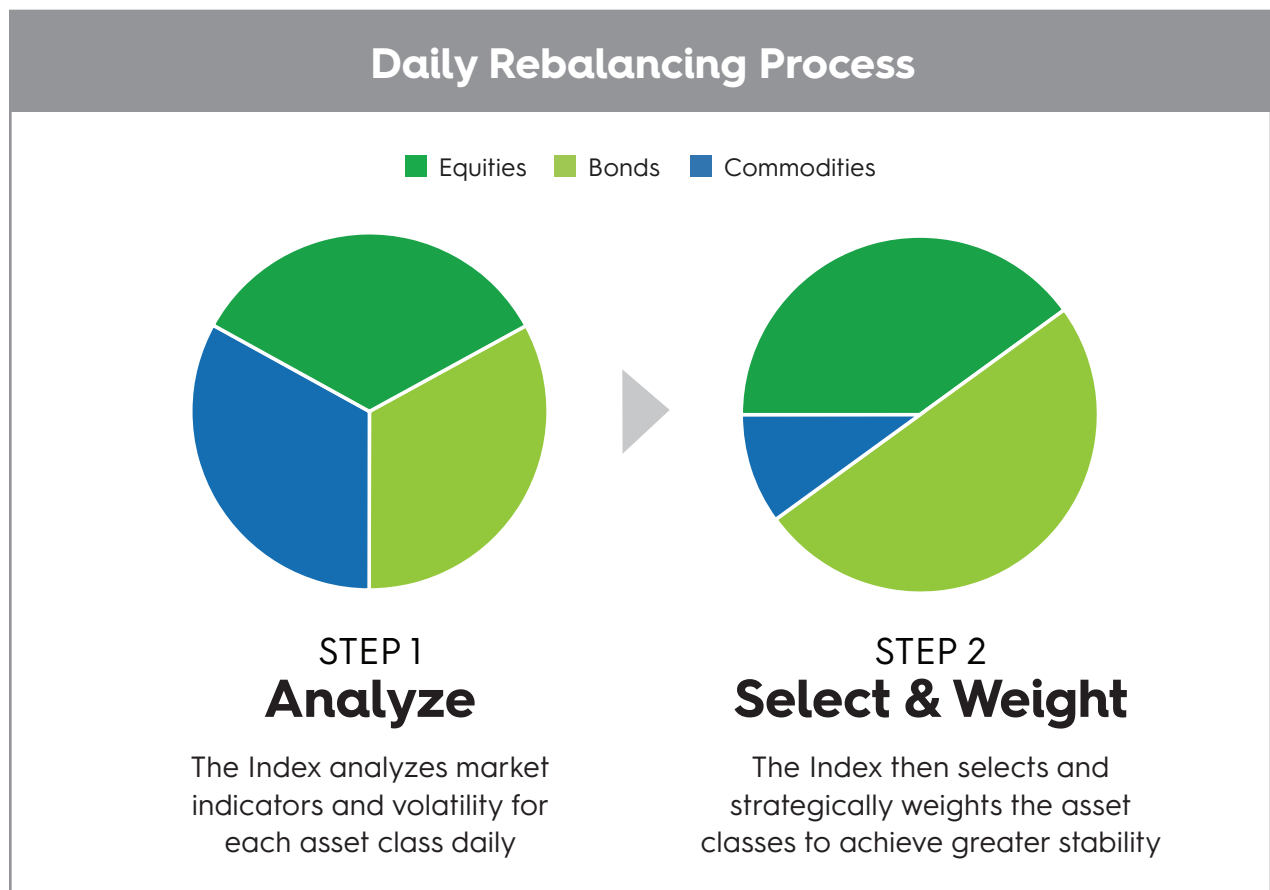 Daily Rebalancing Process
Equities Bonds Commodities
STEP 1
Analyze
The Index analyzes market
indicators and volatility for
each asset class daily
STEP 2
Select & Weight
The Index then selects and
strategically weights the asset
classes to achieve greater stability